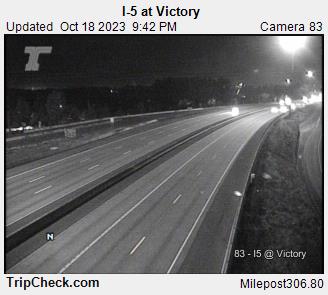 I-5 at Victory
Updated Oct 18 2023 9:42 PM Camera 83
T
N
83 - I5 @ Victory
TripCheck.com Milepost306.80